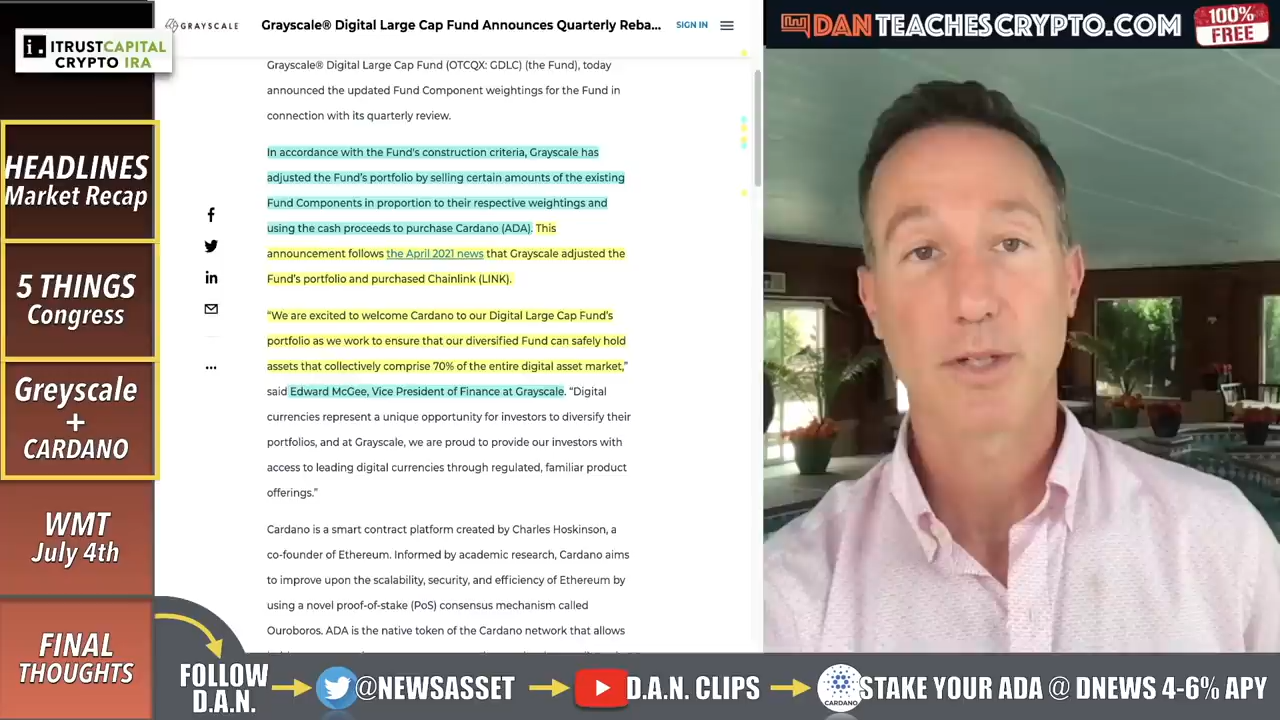 iTRUSTCAPITAL
CRYPTO IRA
HEADLINES
Market Recap
5 THINGS
Congress
Greyscale
+
CARDANO
WMT
July 4th
FINAL
THOUGHTS
GRAYSCALE
Grayscale® Digital Large Cap Fund Announces Quarterly Reba...
SIGN IN
Grayscale® Digital Large Cap Fund (OTCQX: GDLC) (the Fund), today
announced the updated Fund Component weightings for the Fund in
connection with its quarterly review.
In accordance with the Fund's construction criteria, Grayscale has
adjusted the Fund's portfolio by selling certain amounts of the existing
Fund Components in proportion to their respective weightings and
using the cash proceeds to purchase Cardano (ADA). This
announcement follows the April 2021 news that Grayscale adjusted the
Fund's portfolio and purchased Chainlink (LINK).
“We are excited to welcome Cardano to our Digital Large Cap Fund's
portfolio as we work to ensure that our diversified Fund can safely hold
assets that collectively comprise 70% of the entire digital asset market,”
said Edward McGee, Vice President of Finance at Grayscale. “Digital
currencies represent a unique opportunity for investors to diversify their
portfolios, and at Grayscale, we are proud to provide our investors with
access to leading digital currencies through regulated, familiar product
offerings.”
Cardano is a smart contract platform created by Charles Hoskinson, a
co-founder of Ethereum. Informed by academic research, Cardano aims
to improve upon the scalability, security, and efficiency of Ethereum by
using a novel proof-of-stake (PoS) consensus mechanism called
Ouroboros. ADA is the native token of the Cardano network that allows
DANTEACHESCRYPTO.COM
100%
FREE
FOLLOW
D.A.N.
@NEWSASSET
D.A.N. CLIPS
CARDANO
STAKE YOUR ADA @ DNEWS 4-6% APY